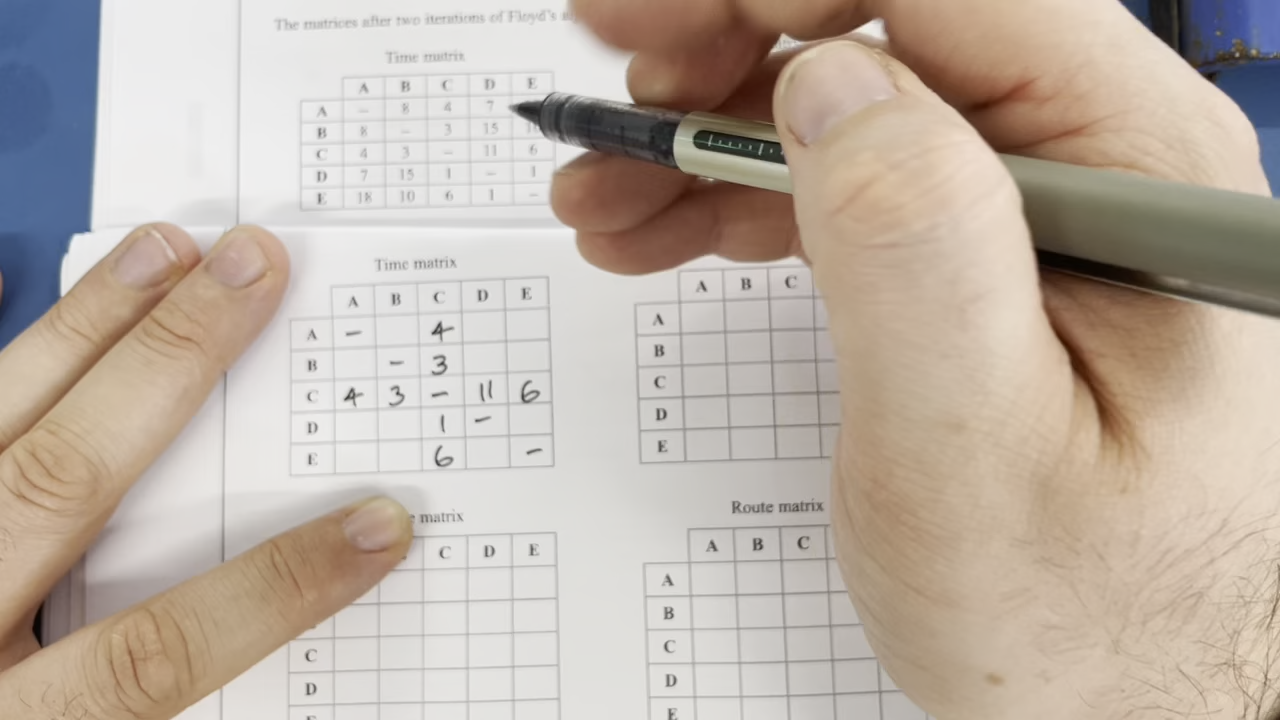 The matrices after two iterations of Floyd's
Time matrix
A B C D E
A – 8 4 7
B 8 – 3 15
C 4 3 – 11 6
D 7 15 1 – 1
E 18 10 6 1 –
Time matrix
A B C D E
A – 4
B – 3
C 4 3 – 11 6
D 1 –
E 6 –
A B C
A
B
C
D
E
matrix
C D E
C
D
Route matrix
A B C
A
B
C
D
E